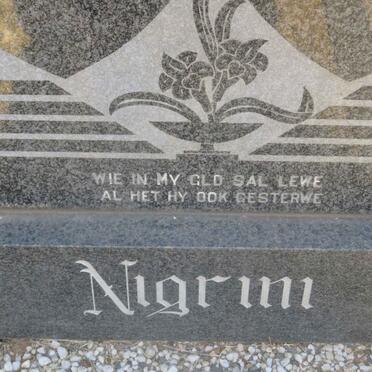 WIE IN MY GLO SAL LEWE
AL HET HY OOK GESTERWE
Nigrini